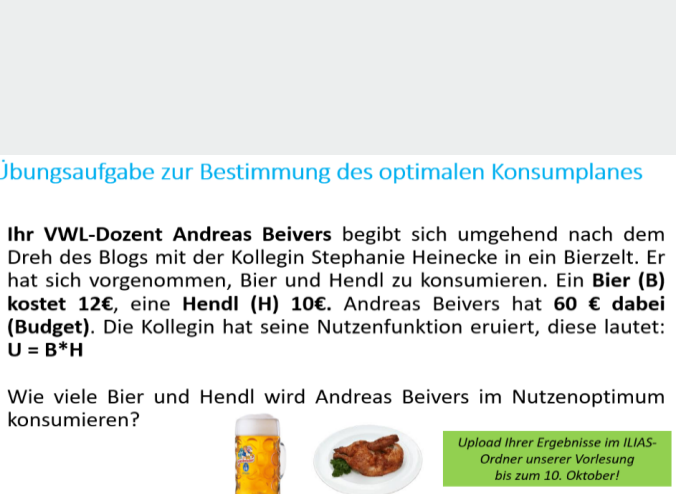 Übungsaufgabe zur Bestimmung des optimalen Konsumplanes
Ihr VWL-Dozent Andreas Beivers begibt sich umgehend nach dem
Dreh des Blogs mit der Kollegin Stephanie Heinecke in ein Bierzelt. Er
hat sich vorgenommen, Bier und Hendl zu konsumieren. Ein Bier (B)
kostet 12€, eine Hendl (H) 10€. Andreas Beivers hat 60 € dabei
(Budget). Die Kollegin hat seine Nutzenfunktion eruiert, diese lautet:
U = B*H
Wie viele Bier und Hendl wird Andreas Beivers im Nutzenoptimum
konsumieren?
Upload Ihrer Ergebnisse im ILIAS-
Ordner unserer Vorlesung
bis zum 10. Oktober!